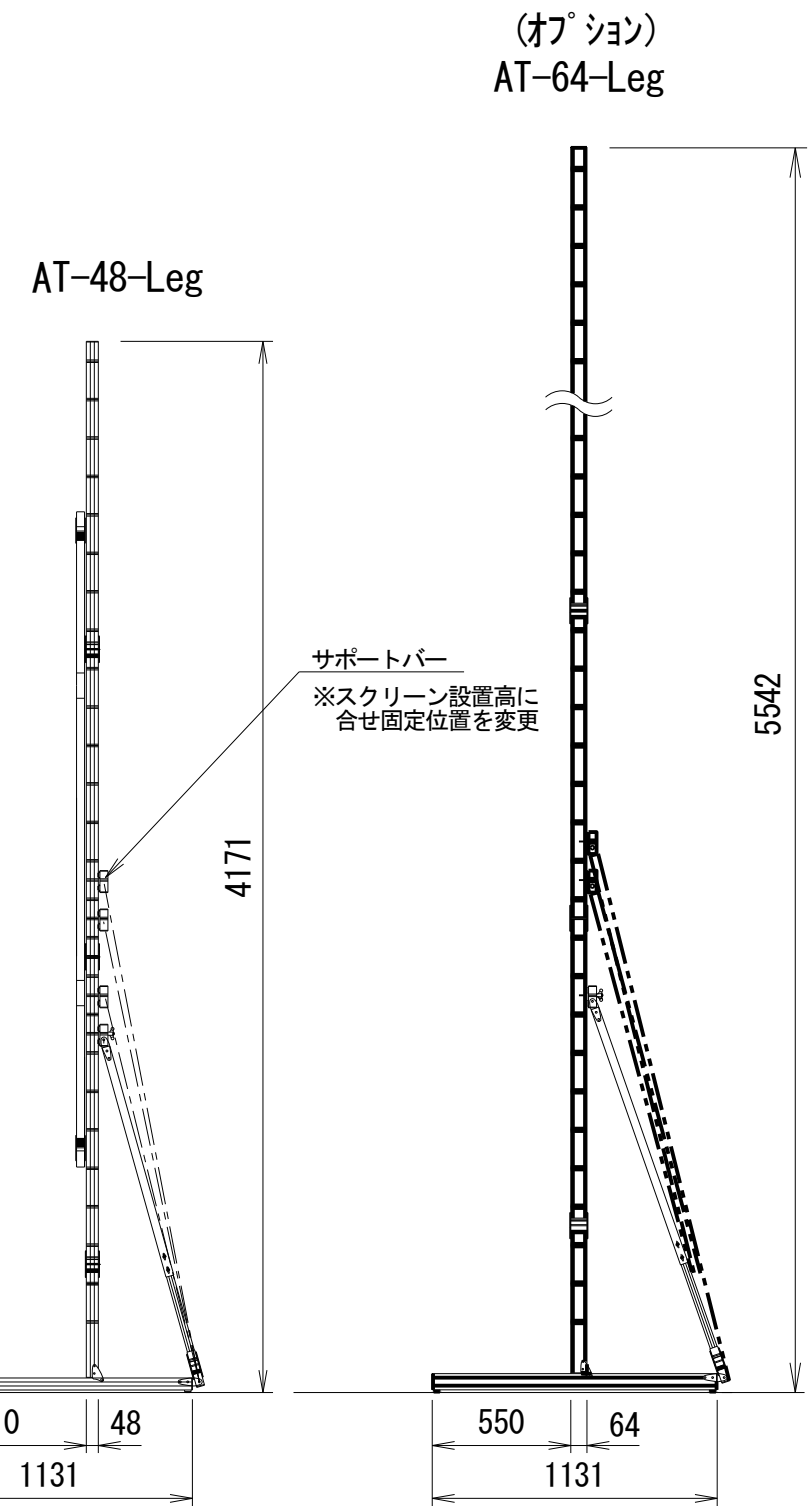 (オプション)
AT-64-Leg
AT-48-Leg
サポートバー
※スクリーン設置高に
合せ固定位置を変更
4171
5542
0
48
1131
550
64
1131